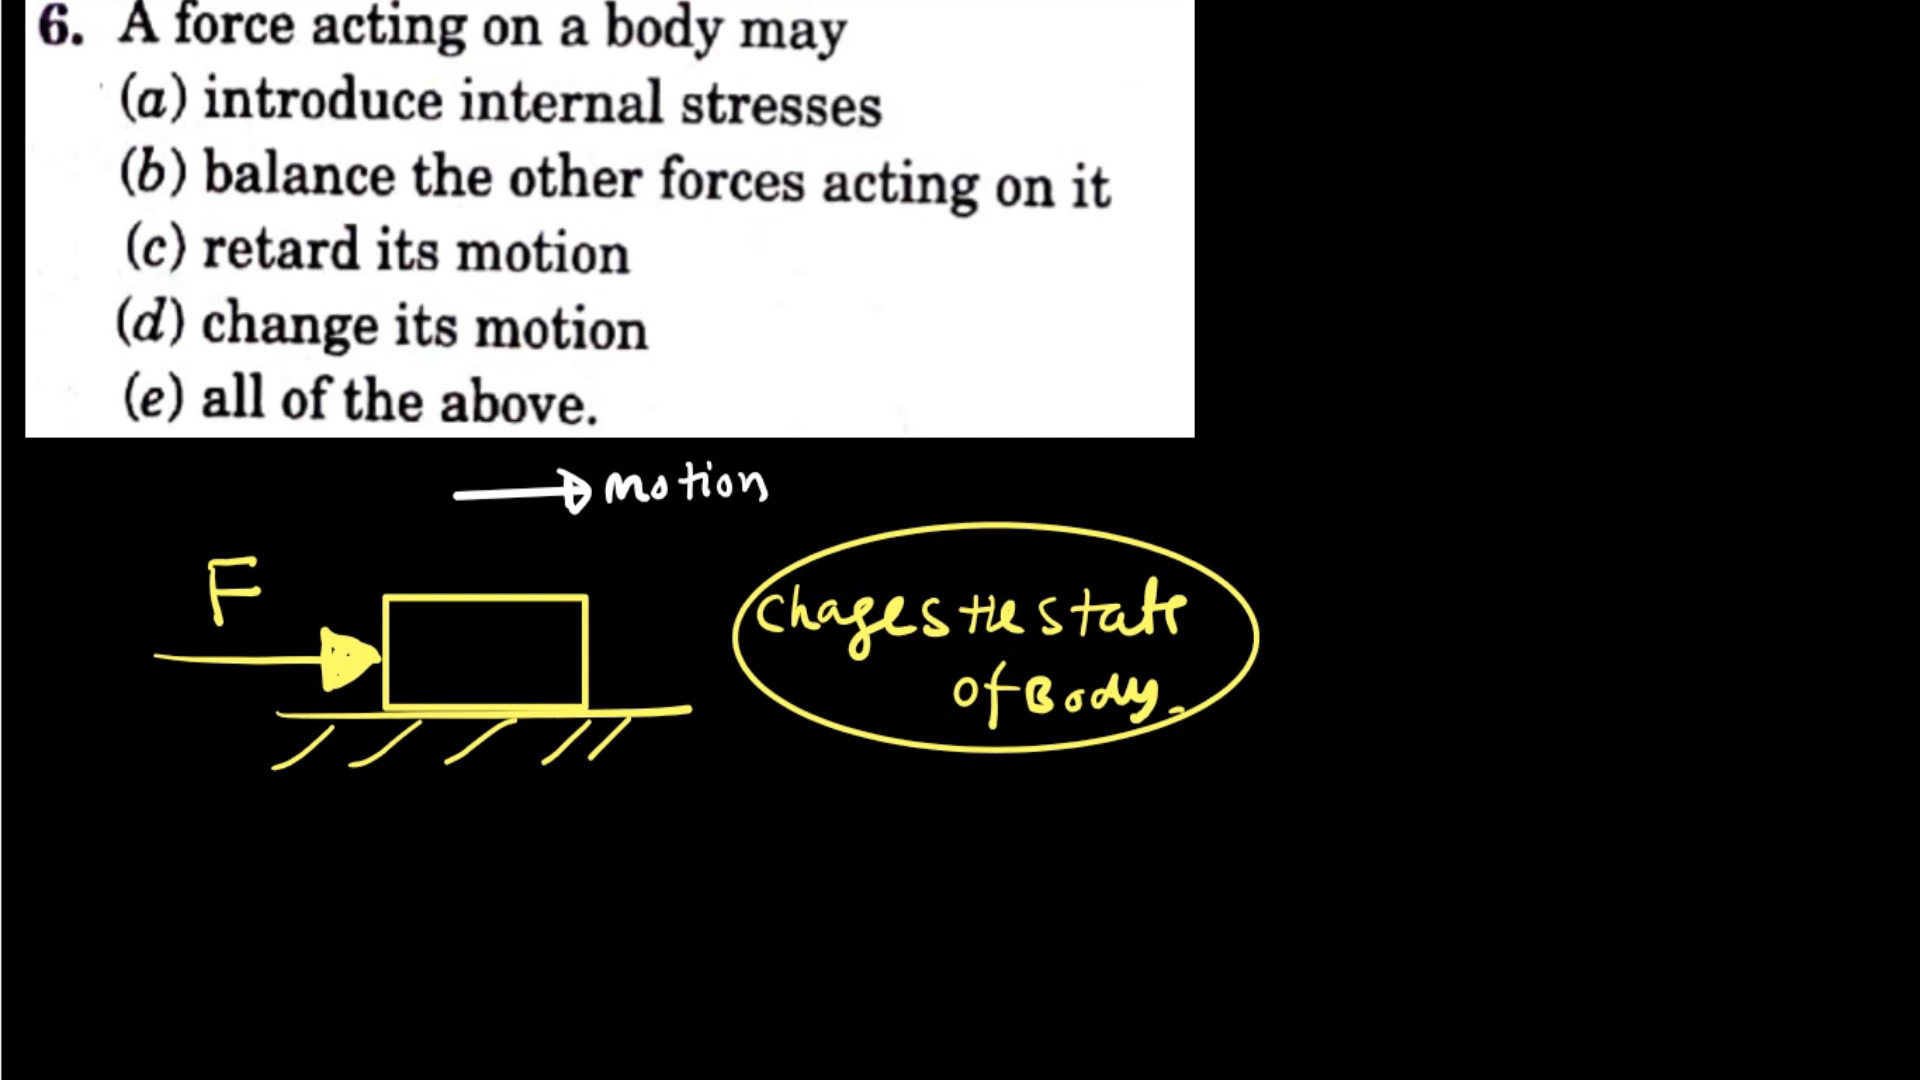 6. A force acting on a body may
(a) introduce internal stresses
(b) balance the other forces acting on it
(c) retard its motion
(d) change its motion
(e) all of the above.
motion
F
Chages the state
of Body.